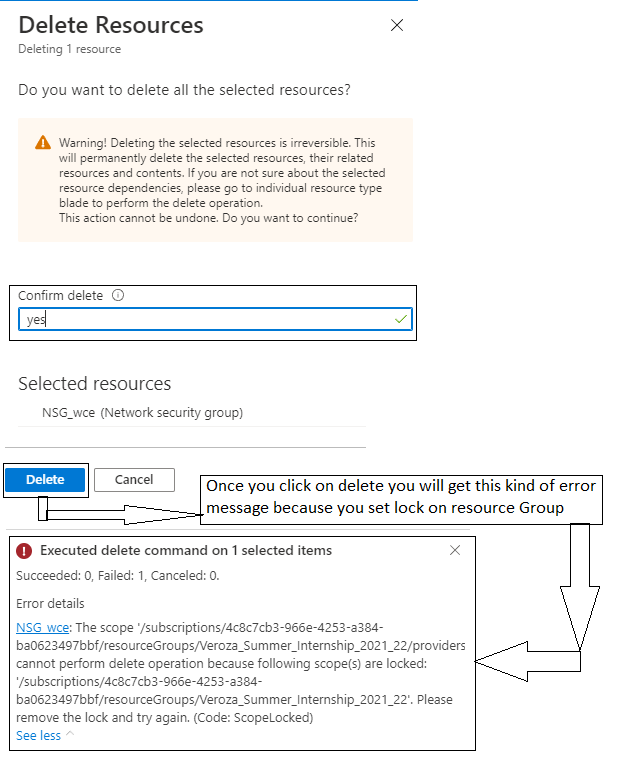 Delete Resources
Deleting 1 resource
Do you want to delete all the selected resources?
Warning! Deleting the selected resources is irreversible. This
will permanently delete the selected resources, their related
resources and contents. If you are not sure about the selected
resource dependencies, please go to individual resource type
blade to perform the delete operation.
This action cannot be undone. Do you want to continue?
Confirm delete
yes
Selected resources
NSG_wce (Network security group)
Delete
Cancel
Once you click on delete you will get this kind of error
message because you set lock on resource Group
Executed delete command on 1 selected items
Succeeded: 0, Failed: 1, Canceled: 0.
Error details
NSG_wce: The scope '/subscriptions/4c8c7cb3-966e-4253-a384-
ba0623497bbf/resourceGroups/Veroza_Summer_Internship_2021_22/providers
cannot perform delete operation because following scope(s) are locked:
'/subscriptions/4c8c7cb3-966e-4253-a384-
ba0623497bbf/resourceGroups/Veroza_Summer_Internship_2021_22'. Please
remove the lock and try again. (Code: ScopeLocked)
See less